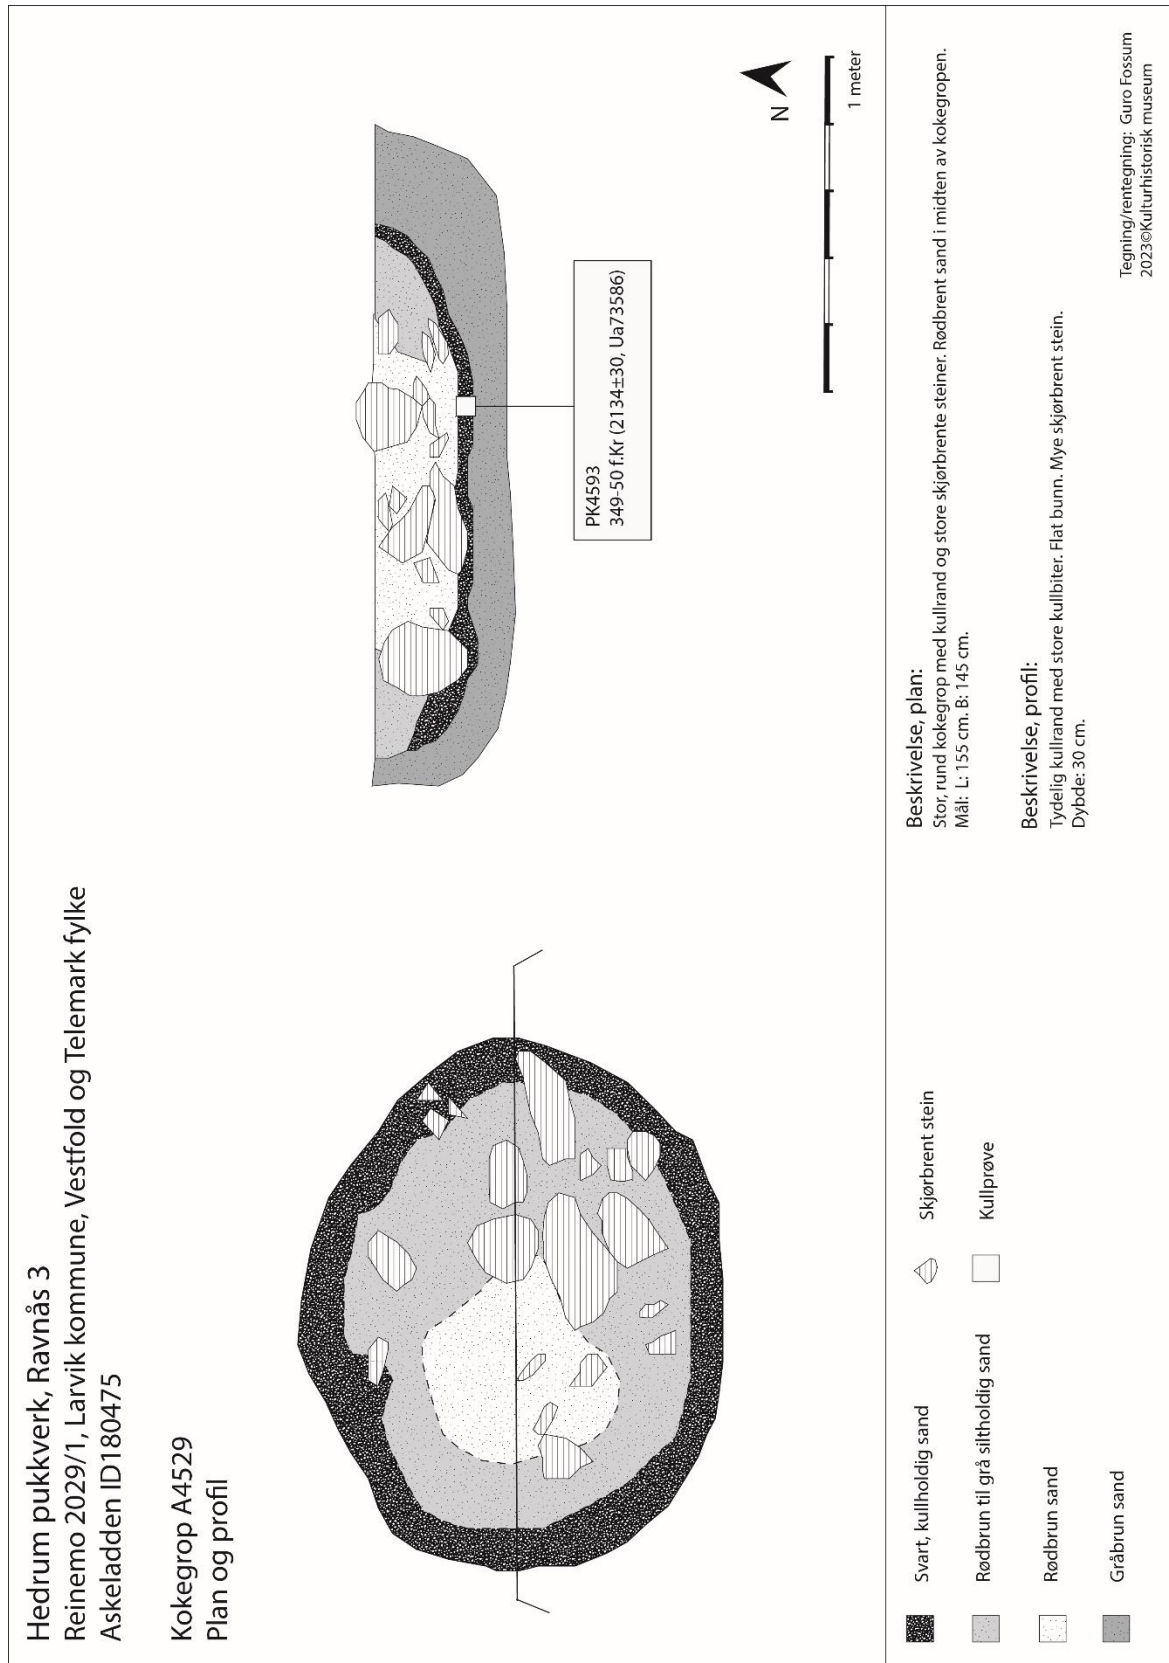 Hedrum pukkverk, Ravnås 3
Reinemo 2029/1, Larvik kommune, Vestfold og Telemark fylke
Askeladden ID180475
Kokegrop A4529
Plan og profil
PK4593
349-50 f.Kr (2134±30, Ua73586)
N
1 meter
Svart, kullholdig sand
Rødbrun til grå siltholdig sand
Rødbrun sand
Gråbrun sand
Skjørbrent stein
Kullprøve
Beskrivelse, plan:
Stor, rund kokegrop med kullrand og store skjørbrente steiner. Rødbrent sand i midten av kokegropen.
Mål: L: 155 cm. B: 145 cm.
Beskrivelse, profil:
Tydelig kullrand med store kullbiter. Flat bunn. Mye skjørbrent stein.
Dybde: 30 cm.
Tegning/rentegning: Guro Fossum
2023©Kulturhistorisk museum